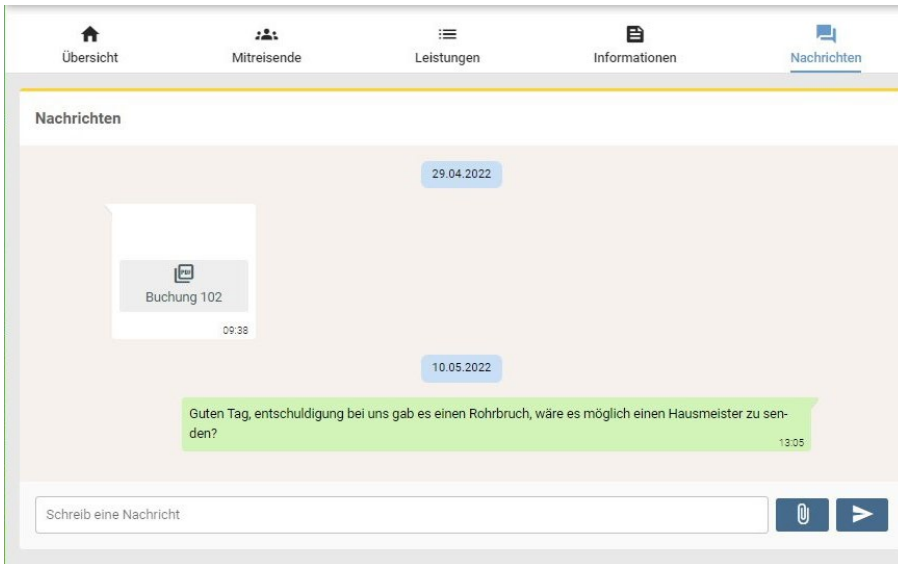 Übersicht
Mitreisende
Leistungen
Informationen
Nachrichten
Nachrichten
29.04.2022
PDF
Buchung 102
09:38
10.05.2022
Guten Tag, entschuldigung bei uns gab es einen Rohrbruch, wäre es möglich einen Hausmeister zu sen-
den?
13:05
Schreib eine Nachricht